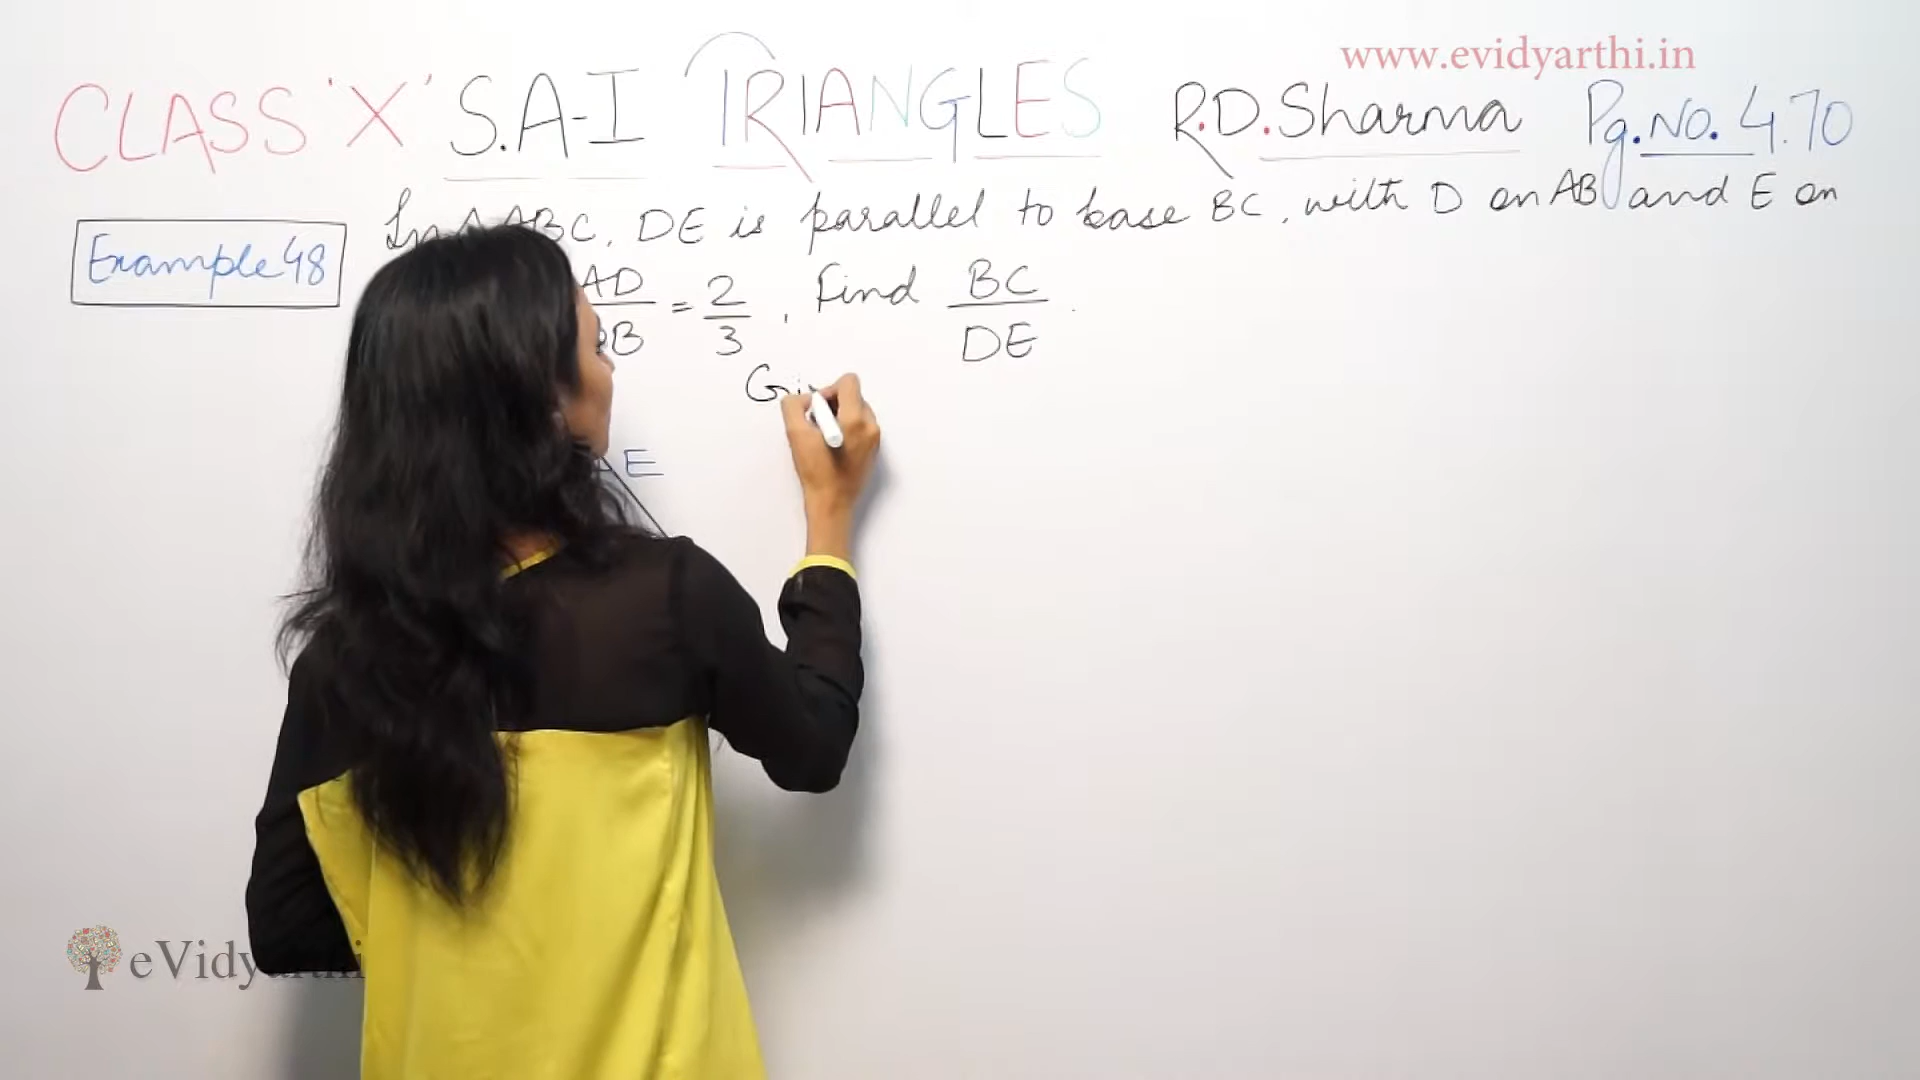 www.evidyarthi.in
CLASS 'X' S.A-I TRIANGLES R.D.Sharma Pg.No. 4.70
Example 48
In ABC, DE is parallel to base BC, with D on AB and E on
AD/DB = 2/3, Find BC/DE.
Giv
E
eVidyarthi